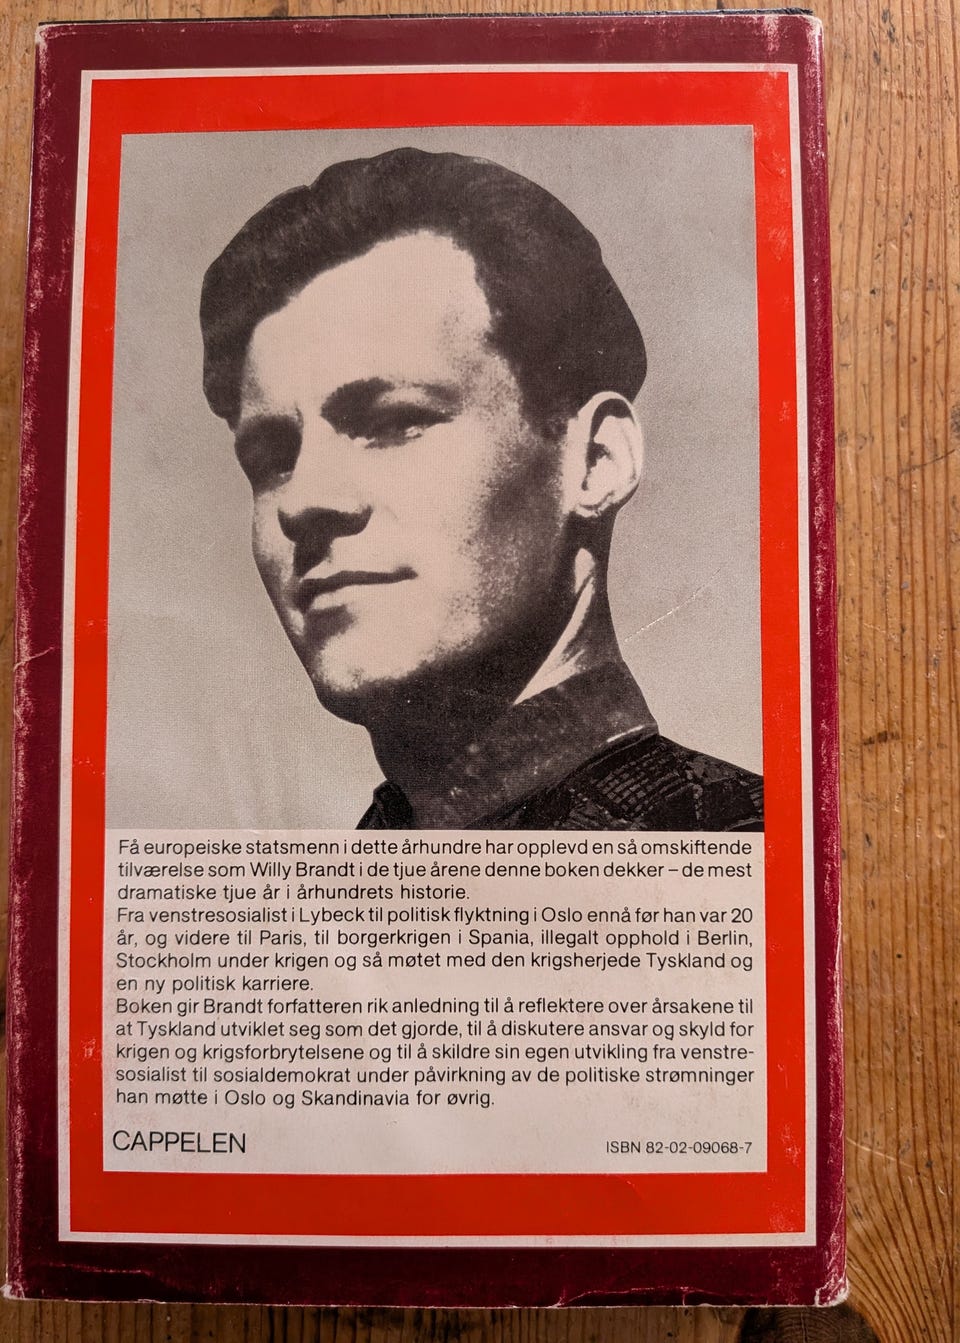 Få europeiske statsmenn i dette århundre har opplevd en så omskiftende
tilværelse som Willy Brandt i de tjue årene denne boken dekker – de mest
dramatiske tjue år i århundrets historie.
Fra venstresosialist i Lybeck til politisk flyktning i Oslo ennå før han var 20
år, og videre til Paris, til borgerkrigen i Spania, illegalt opphold i Berlin,
Stockholm under krigen og så møtet med den krigsherjede Tyskland og
en ny politisk karriere.
Boken gir Brandt forfatteren rik anledning til å reflektere over årsakene til
at Tyskland utviklet seg som det gjorde, til å diskutere ansvar og skyld for
krigen og krigsforbrytelsene og til å skildre sin egen utvikling fra venstre-
sosialist til sosialdemokrat under påvirkning av de politiske strømninger
han møtte i Oslo og Skandinavia for øvrig.
CAPPELEN
ISBN 82-02-09068-7